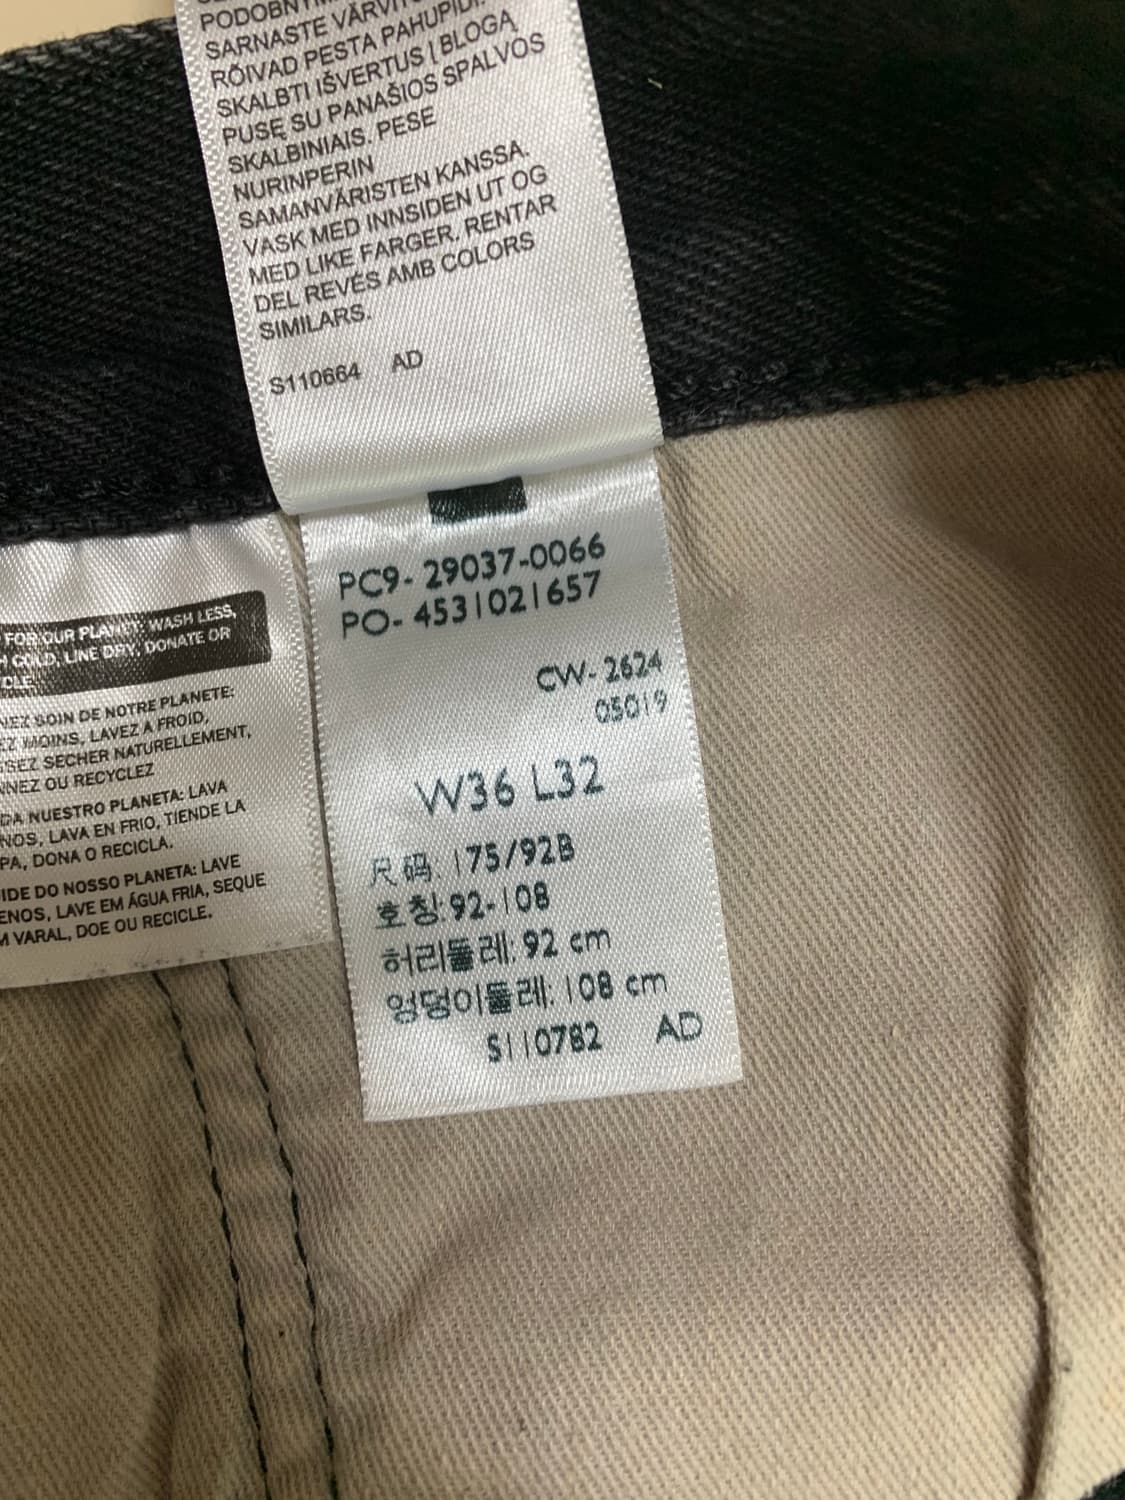 SARNASTE
RÕIVAD PESTA PAHUPIDI.
SKALBTI IŠVERTUS | BLOGĄ
PUSĘ SU PANAŠIOS SPALVOS
SKALBINIAIS. PESE
NURINPERIN
SAMANVÄRISTEN KANSSA.
VASK MED INNSIDEN UT OG
MED LIKE FARGER. RENTAR
DEL REVÉS AMB COLORS
SIMILARS.
S110664 AD
FOR OUR PLANET: WASH LESS,
COLD, LINE DRY, DONATE OR
SOIN DE NOTRE PLANETE:
MOINS, LAVEZ A FROID,
SECHER NATURELLEMENT,
OU RECYCLEZ
NUESTRO PLANETA: LAVA
LAVA EN FRIO, TIENDE LA
DONA O RECICLA.
DO NOSSO PLANETA: LAVE
LAVE EM ÁGUA FRIA, SEQUE
VARAL, DOE OU RECICLE.
PC9- 29037-0066
PO- 4531021657
CW- 2624
05019
W36 L32
尺码. 175/92B
호칭: 92-108
허리둘레: 92 cm
엉덩이둘레: 108 cm
S110782 AD